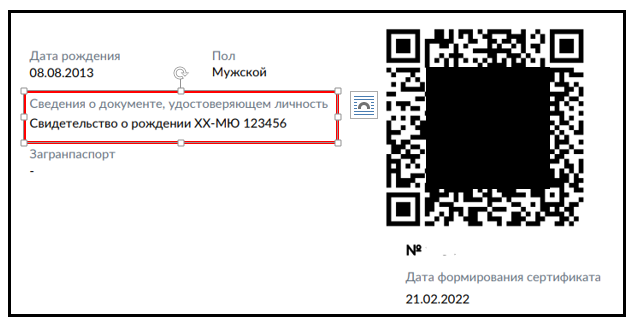 Дата рождения
08.08.2013
Пол
Мужской
Сведения о документе, удостоверяющем личность
Свидетельство о рождении XX-МЮ 123456
Загранпаспорт
-
№
Дата формирования сертификата
21.02.2022